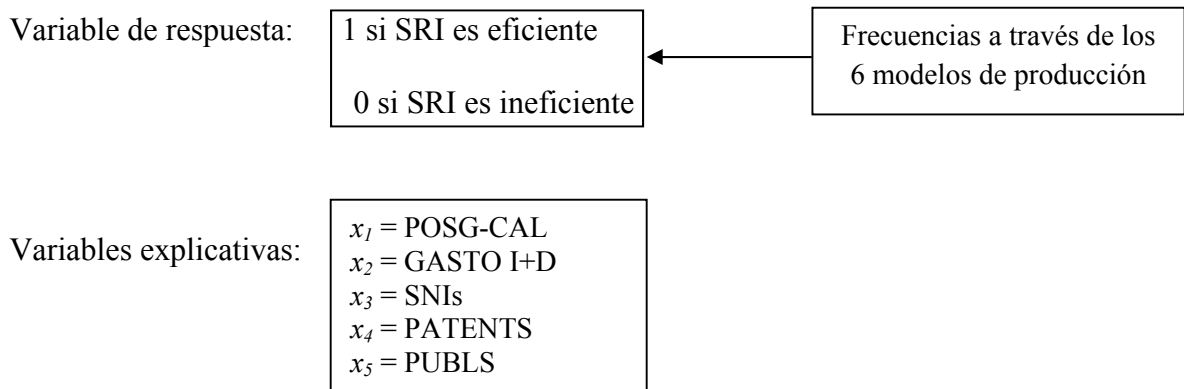 Variable de respuesta:
1 si SRI es eficiente
0 si SRI es ineficiente
Frecuencias a través de los
6 modelos de producción
Variables explicativas:
x1 = POSG-CAL
x2 = GASTO I+D
x3 = SNIs
x4 = PATENTS
x5 = PUBLS